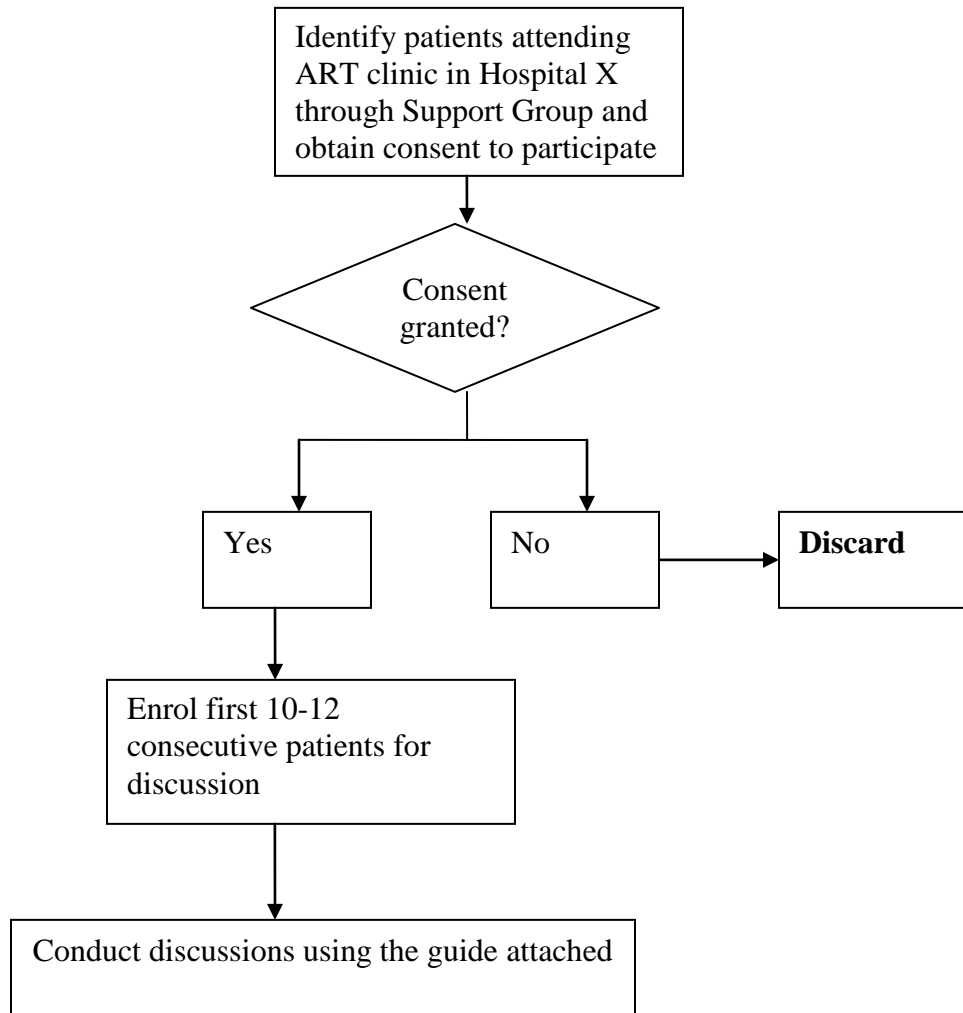 Identify patients attending
ART clinic in Hospital X
through Support Group and
obtain consent to participate
Consent
granted?
Yes
No
Discard
Enrol first 10-12
consecutive patients for
discussion
Conduct discussions using the guide attached